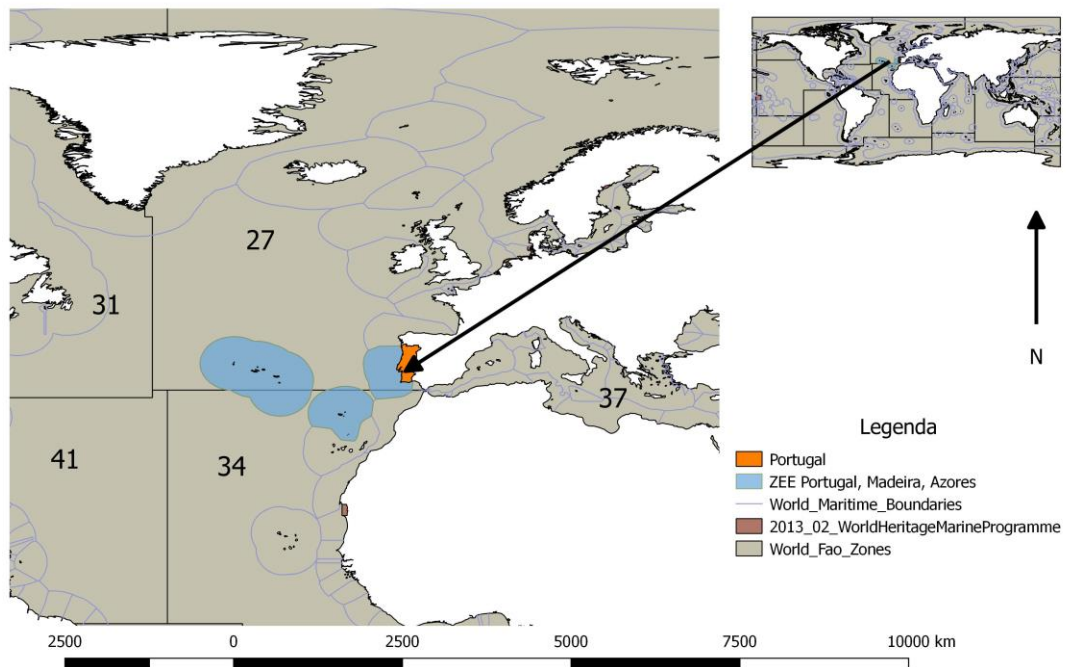 27
31
37
41
34
N
Legenda
Portugal
ZEE Portugal, Madeira, Azores
World_Maritime_Boundaries
2013_02_WorldHeritageMarineProgramme
World_Fao_Zones
2500 0 2500 5000 7500 10000 km